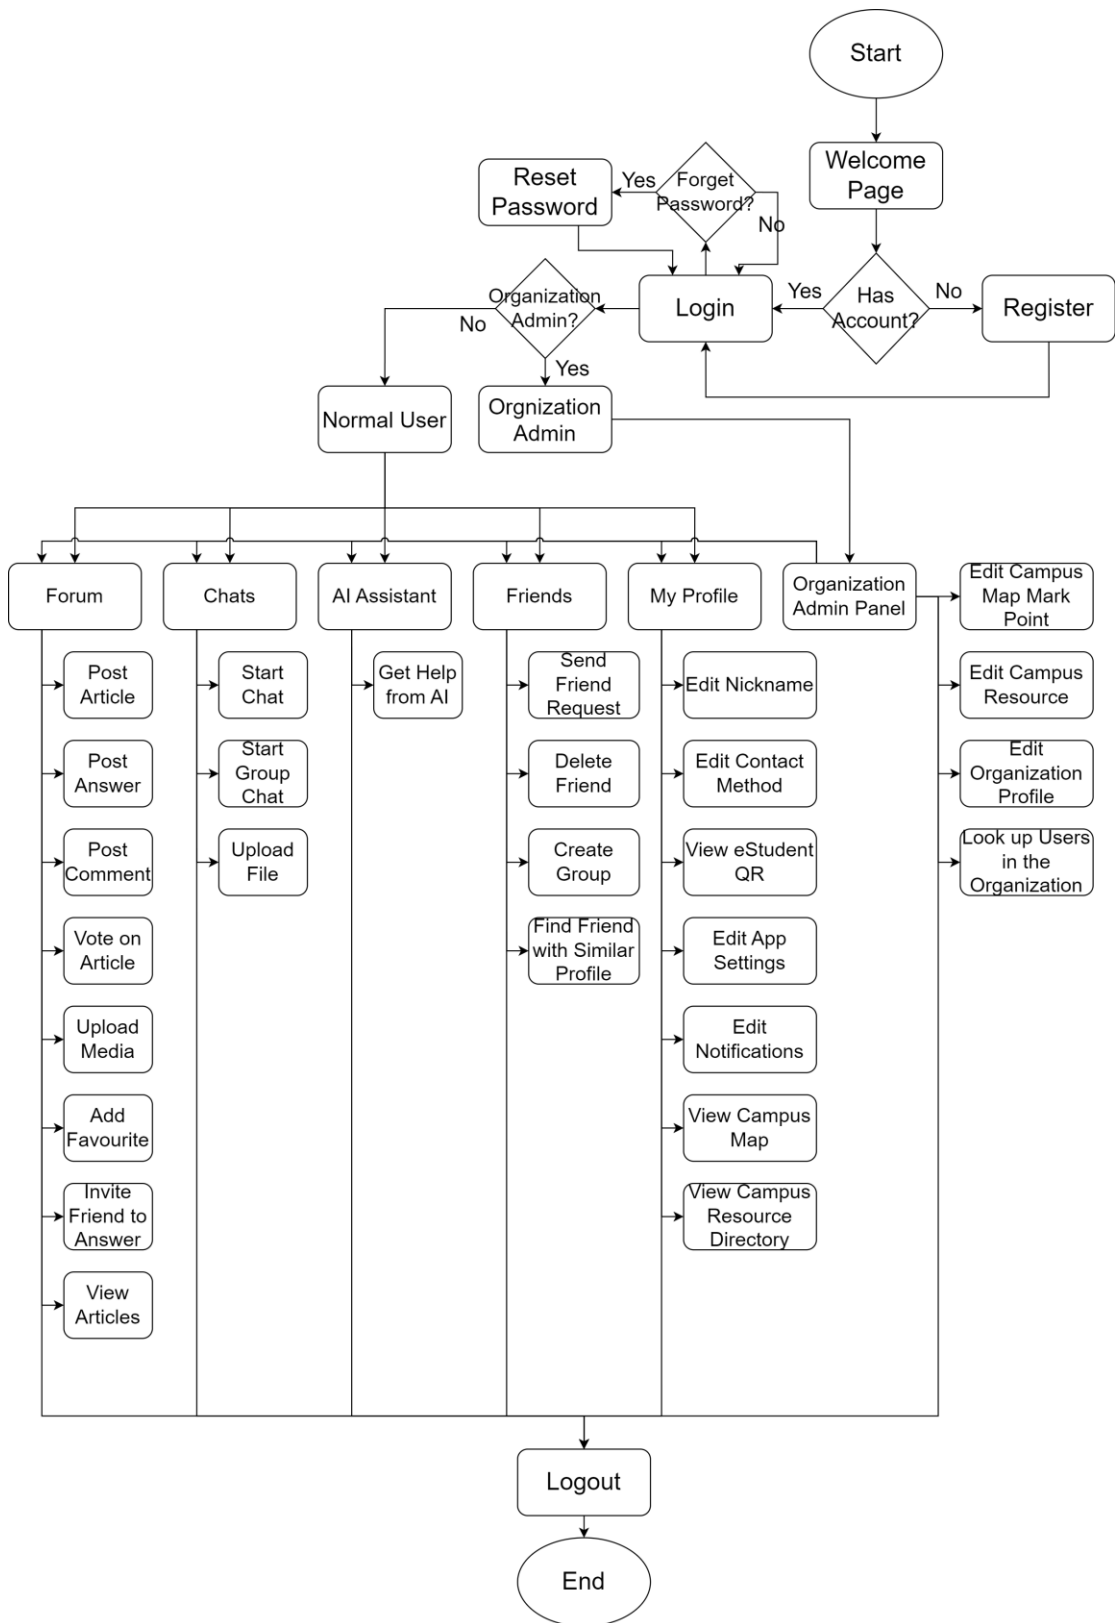 Start
Welcome
Page
Has
Account?
Yes
No
Register
Login
Forget
Password?
Yes
No
Reset
Password
Organization
Admin?
No
Yes
Normal User
Orgnization
Admin
Forum
Chats
AI Assistant
Friends
My Profile
Organization
Admin Panel
Post
Article
Post
Answer
Post
Comment
Vote on
Article
Upload
Media
Add
Favourite
Invite
Friend to
Answer
View
Articles
Start
Chat
Start
Group
Chat
Upload
File
Get Help
from AI
Send
Friend
Request
Delete
Friend
Create
Group
Find Friend
with Similar
Profile
Edit Nickname
Edit Contact
Method
View eStudent
QR
Edit App
Settings
Edit
Notifications
View Campus
Map
View Campus
Resource
Directory
Edit Campus
Map Mark
Point
Edit Campus
Resource
Edit
Organization
Profile
Look up Users
in the
Organization
Logout
End